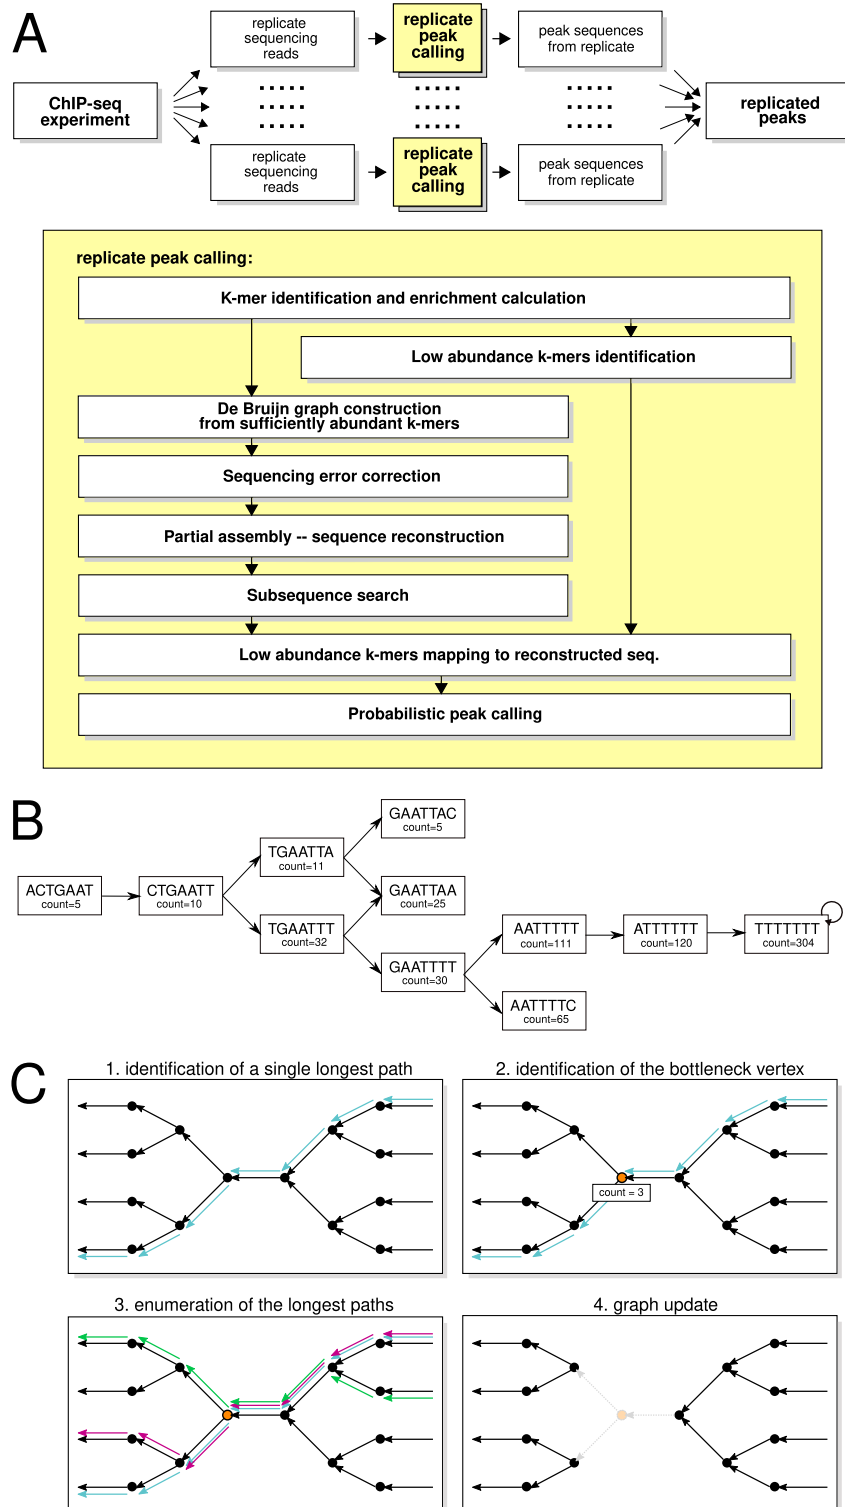 A
replicate
sequencing
reads
replicate
peak
calling
peak sequences
from replicate
ChIP-seq
experiment
replicated
peaks
replicate
sequencing
reads
replicate
peak
calling
peak sequences
from replicate
replicate peak calling:
K-mer identification and enrichment calculation
Low abundance k-mers identification
De Bruijn graph construction
from sufficiently abundant k-mers
Sequencing error correction
Partial assembly -- sequence reconstruction
Subsequence search
Low abundance k-mers mapping to reconstructed seq.
Probabilistic peak calling
B
GAATTAC
count=5
TGAATTA
count=11
ACTGAAT
count=5
CTGAATT
count=10
GAATTAA
count=25
TGAATTT
count=32
AATTTTT
count=111
ATTTTTT
count=120
TTTTTTT
count=304
GAATTTT
count=30
AATTTTC
count=65
C
1. identification of a single longest path
2. identification of the bottleneck vertex
count = 3
3. enumeration of the longest paths
4. graph update